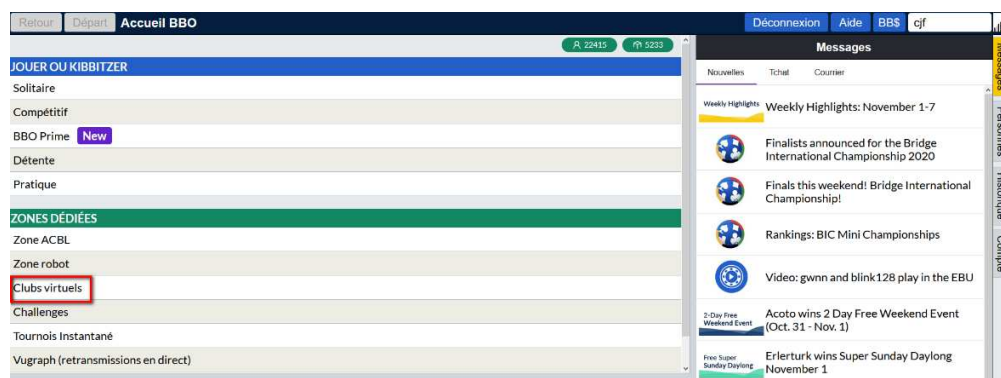 Retour Départ Accueil BBO Déconnexion Aide BB$ cjf
22415 5233
JOUER OU KIBBITZER
Solitaire
Compétitif
BBO Prime New
Détente
Pratique
ZONES DÉDIÉES
Zone ACBL
Zone robot
Clubs virtuels
Challenges
Tournois Instantané
Vugraph (retransmissions en direct)
Messages
Nouvelles Tchat Courrier
Weekly Highlights Weekly Highlights: November 1-7
Finalists announced for the Bridge
International Championship 2020
Finals this weekend! Bridge International
Championship!
Rankings: BIC Mini Championships
Video: gwnn and blink128 play in the EBU
2-Day Free
Weekend Event
Acoto wins 2 Day Free Weekend Event
(Oct. 31 - Nov. 1)
Free Super
Sunday Daylong
Erlerturk wins Super Sunday Daylong
November 1
Messages
Personnes
Historique
Compte